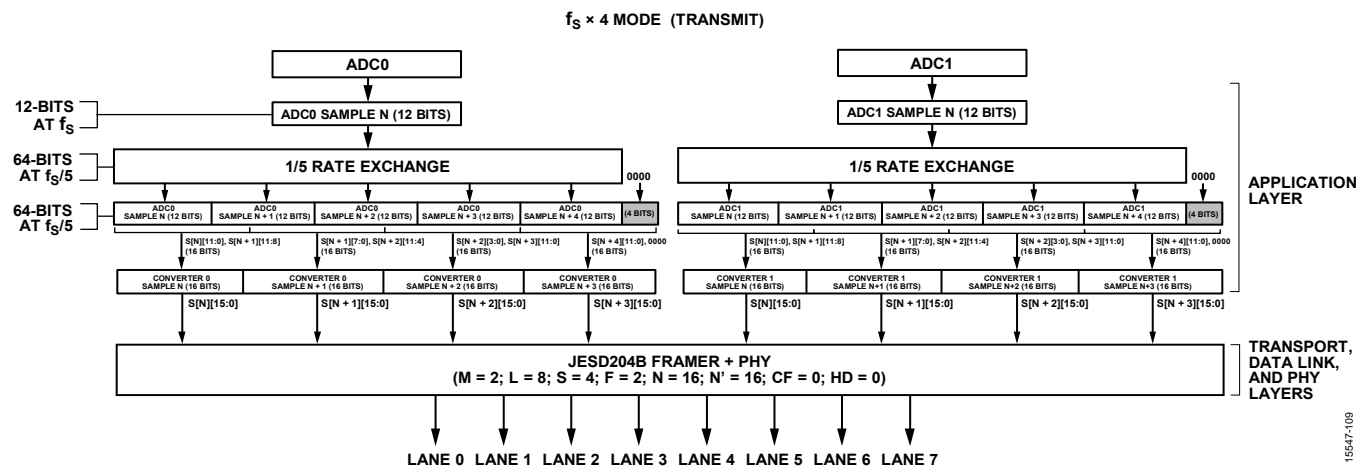 fS × 4 MODE (TRANSMIT)
ADC0
ADC1
12-BITS
AT fS
ADC0 SAMPLE N (12 BITS)
ADC1 SAMPLE N (12 BITS)
64-BITS
AT fS/5
1/5 RATE EXCHANGE
0000
1/5 RATE EXCHANGE
0000
APPLICATION
LAYER
64-BITS
AT fS/5
ADC0
SAMPLE N (12 BITS)
ADC0
SAMPLE N + 1 (12 BITS)
ADC0
SAMPLE N + 2 (12 BITS)
ADC0
SAMPLE N + 3 (12 BITS)
ADC0
SAMPLE N + 4 (12 BITS)
(4 BITS)
ADC1
SAMPLE N (12 BITS)
ADC1
SAMPLE N + 1 (12 BITS)
ADC1
SAMPLE N + 2 (12 BITS)
ADC1
SAMPLE N + 3 (12 BITS)
ADC1
SAMPLE N + 4 (12 BITS)
(4 BITS)
S[N][11:0], S[N + 1][11:8]
(16 BITS)
S[N + 1][7:0], S[N + 2][11:4]
(16 BITS)
S[N + 2][3:0], S[N + 3][11:0]
(16 BITS)
S[N + 4][11:0], 0000
(16 BITS)
S[N][11:0], S[N + 1][11:8]
(16 BITS)
S[N + 1][7:0], S[N + 2][11:4]
(16 BITS)
S[N + 2][3:0], S[N + 3][11:0]
(16 BITS)
S[N + 4][11:0], 0000
(16 BITS)
CONVERTER 0
SAMPLE N (16 BITS)
CONVERTER 0
SAMPLE N + 1 (16 BITS)
CONVERTER 0
SAMPLE N + 2 (16 BITS)
CONVERTER 0
SAMPLE N + 3 (16 BITS)
CONVERTER 1
SAMPLE N (16 BITS)
CONVERTER 1
SAMPLE N+1 (16 BITS)
CONVERTER 1
SAMPLE N+2 (16 BITS)
CONVERTER 1
SAMPLE N+3 (16 BITS)
S[N][15:0]
S[N + 1][15:0]
S[N + 2][15:0]
S[N + 3][15:0]
S[N][15:0]
S[N + 1][15:0]
S[N + 2][15:0]
S[N + 3][15:0]
JESD204B FRAMER + PHY
(M = 2; L = 8; S = 4; F = 2; N = 16; N' = 16; CF = 0; HD = 0)
TRANSPORT,
DATA LINK,
AND PHY
LAYERS
LANE 0
LANE 1
LANE 2
LANE 3
LANE 4
LANE 5
LANE 6
LANE 7
15547-109